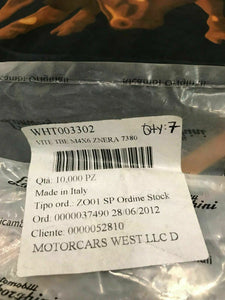 WHT003302
Qty: 7
VITE TBE M4X6 ZNERA 7380
Qtà: 10,000 PZ
Made in Italy
Tipo ord.: ZO01 SP Ordine Stock
Ord: 0000037490 28/06/2012
Cliente: 0000052810
MOTORCARS WEST LLC D